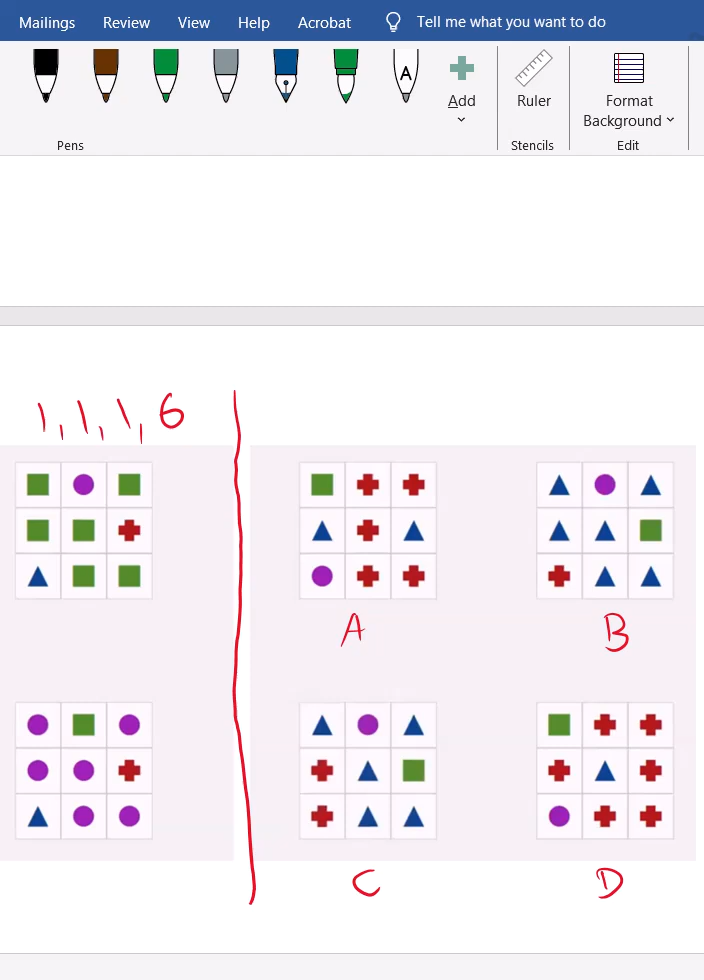 Mailings Review View Help Acrobat Tell me what you want to do
A
Add Ruler Format
Background
Pens Stencils Edit
1, 1, 1, 6
A B
C D